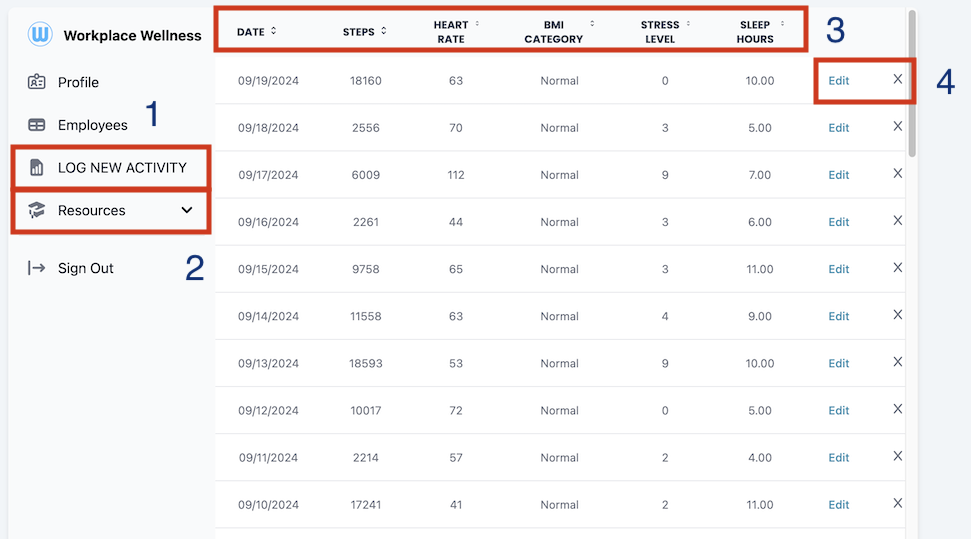 W Workplace Wellness
Profile
Employees
1
LOG NEW ACTIVITY
Resources
2
Sign Out
3
DATE STEPS HEART RATE BMI CATEGORY STRESS LEVEL SLEEP HOURS
4
09/19/2024 18160 63 Normal 0 10.00 Edit X
09/18/2024 2556 70 Normal 3 5.00 Edit X
09/17/2024 6009 112 Normal 9 7.00 Edit X
09/16/2024 2261 44 Normal 3 6.00 Edit X
09/15/2024 9758 65 Normal 3 11.00 Edit X
09/14/2024 11558 63 Normal 4 9.00 Edit X
09/13/2024 18593 53 Normal 9 10.00 Edit X
09/12/2024 10017 72 Normal 0 5.00 Edit X
09/11/2024 2214 57 Normal 2 4.00 Edit X
09/10/2024 17241 41 Normal 2 11.00 Edit X